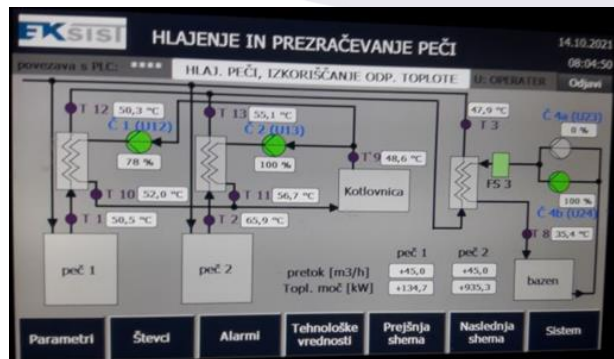 EKsist
HLAJENJE IN PREZRAČEVANJE PEČI
14.10.2021
08:04:50
povezava s PLC: ****
HLAJ. PEČI, IZKORIŠČANJE ODP. TOPLOTE
U: OPERATER
Odjavi
T 12 50,3 °C
T 13 55,1 °C
47,9 °C
T 3
Č 4a (U23)
0 %
Č 1 (U12)
78 %
Č 2 (U13)
100 %
T 9 48,6 °C
FS 3
Kotlovnica
T 10 52,0 °C
T 11 56,7 °C
100 %
Č 4b (U24)
T 1 50,5 °C
T 2 65,9 °C
T 8 35,4 °C
peč 1
peč 2
peč 1 peč 2
pretok [m3/h] +45,0 +45,0
Topl. moč [kW] +134,7 +935,3
bazen
Parametri
Števci
Alarmi
Tehnološke vrednosti
Prejšnja shema
Naslednja shema
Sistem